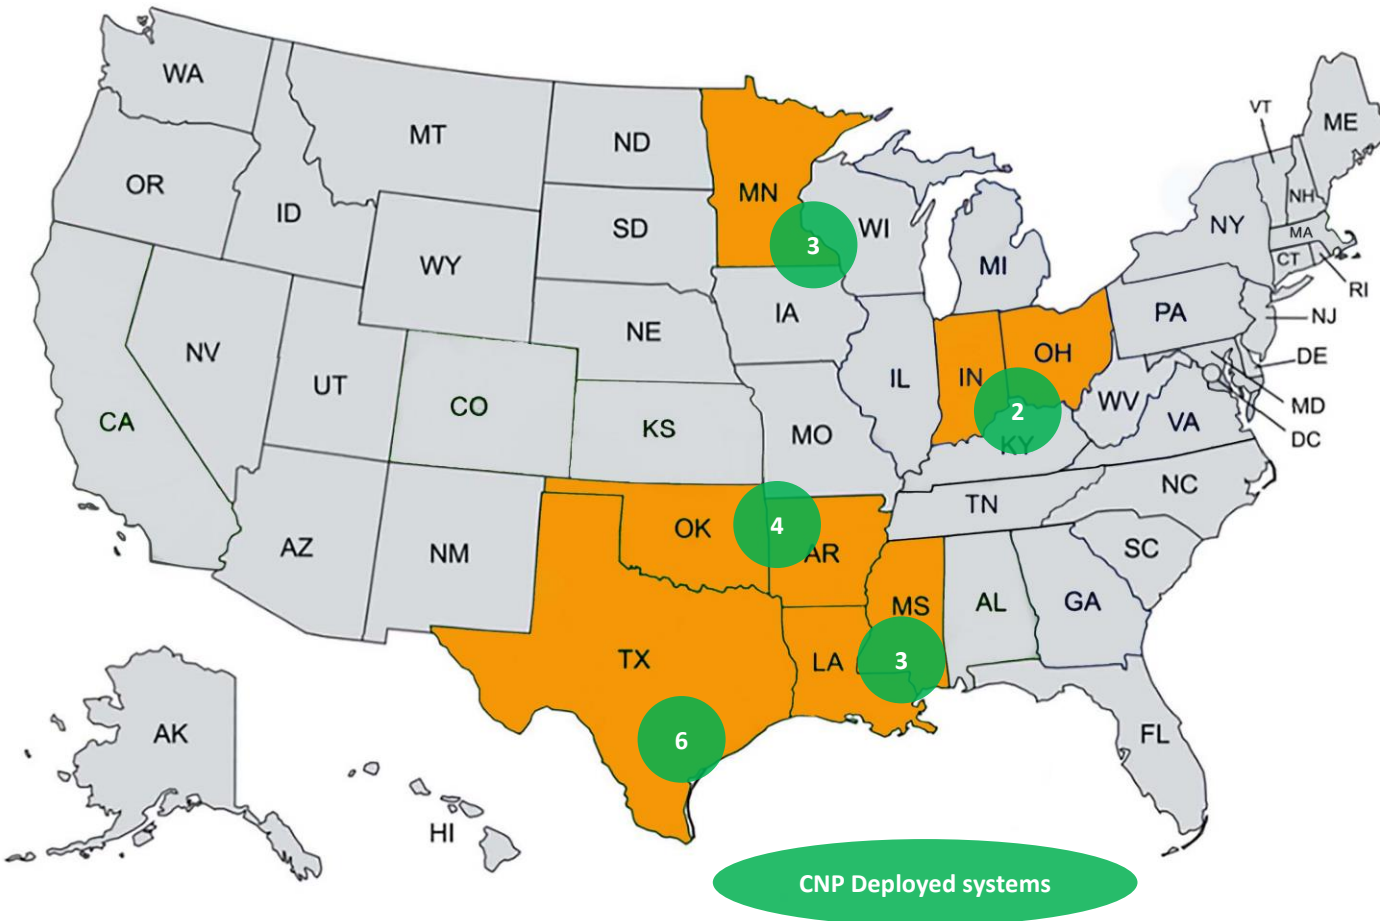 WA
MT
ND
MN
VT
ME
OR
ID
SD
WI
NY
NH
MA
WY
MI
CT
RI
IA
NE
PA
NJ
NV
UT
CO
IL
IN
OH
DE
CA
KS
MO
WV
VA
MD
DC
KY
3
2
OK
4
AR
TN
NC
AZ
NM
SC
MS
AL
GA
TX
LA
3
6
FL
AK
HI
CNP Deployed systems